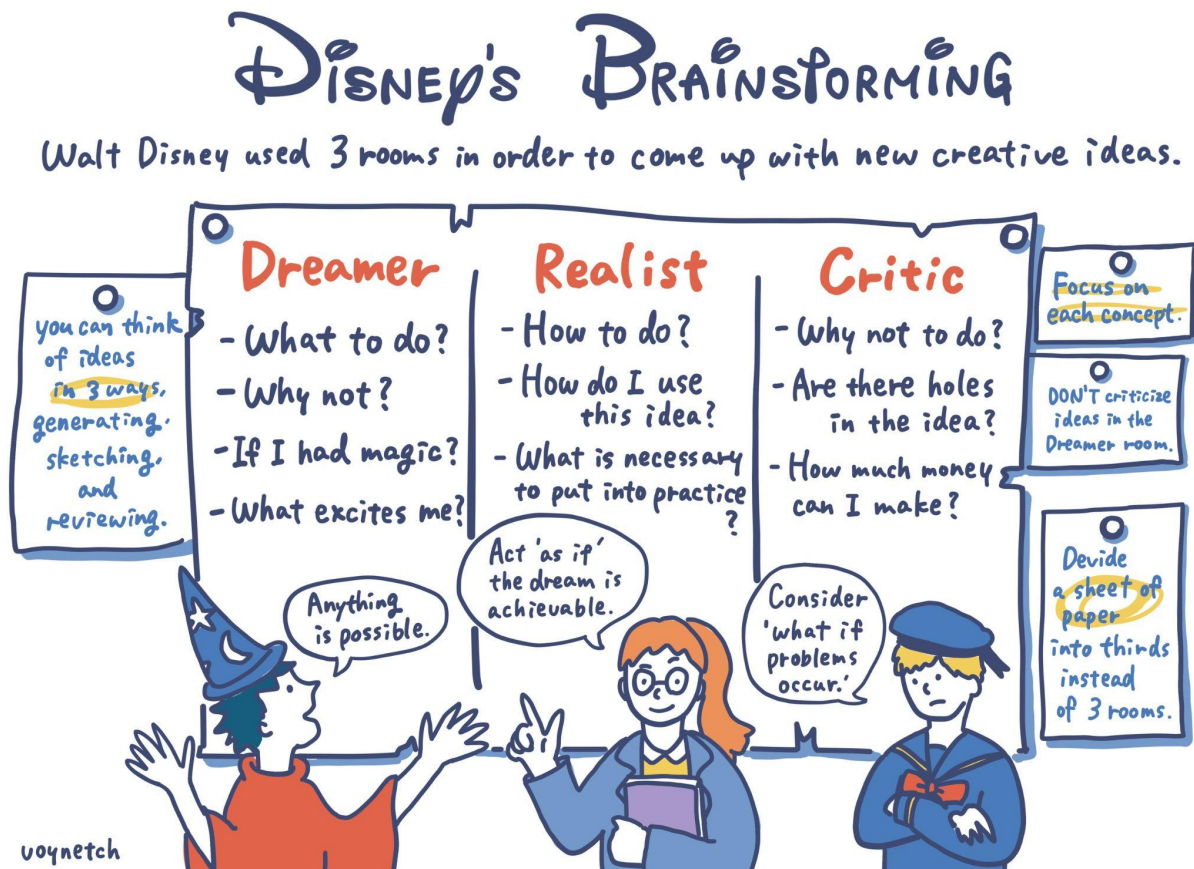 DiSNEY'S BRAiNSTORMiNG
Walt Disney used 3 rooms in order to come up with new creative ideas.
you can think
of ideas
in 3 ways,
generating,
sketching,
and
reviewing.
Dreamer
- What to do?
- Why not?
- If I had magic?
- What excites me?
Realist
- How to do?
- How do I use
this idea?
- What is necessary
to put into practice
?
Critic
- Why not to do?
- Are there holes
in the idea?
- How much money
can I make?
Focus on
each concept.
DON'T criticize
ideas in the
Dreamer room.
Devide
a sheet of
paper
into thirds
instead
of 3 rooms.
Anything
is possible.
Act 'as if'
the dream is
achievable.
Consider
'what if
problems
occur.'
voynetch